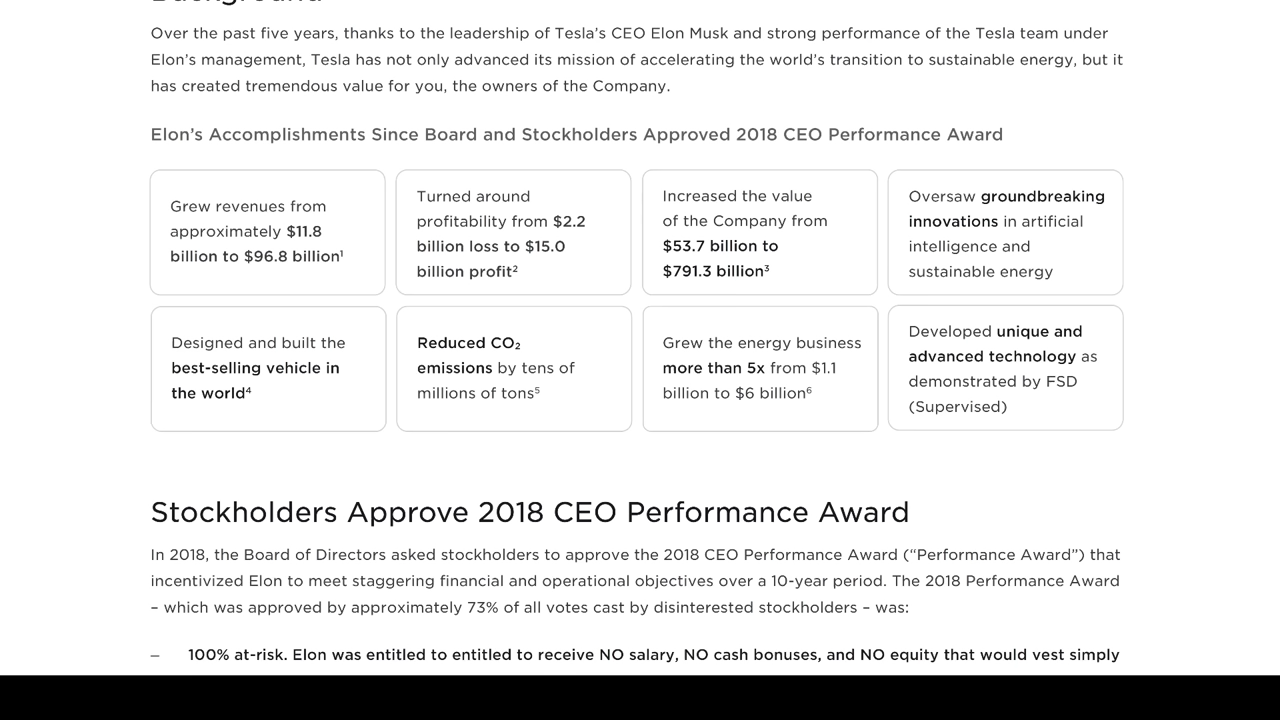 Background
Over the past five years, thanks to the leadership of Tesla’s CEO Elon Musk and strong performance of the Tesla team under
Elon’s management, Tesla has not only advanced its mission of accelerating the world’s transition to sustainable energy, but it
has created tremendous value for you, the owners of the Company.
Elon’s Accomplishments Since Board and Stockholders Approved 2018 CEO Performance Award
Grew revenues from
approximately $11.8
billion to $96.8 billion¹
Turned around
profitability from $2.2
billion loss to $15.0
billion profit²
Increased the value
of the Company from
$53.7 billion to
$791.3 billion³
Oversaw groundbreaking
innovations in artificial
intelligence and
sustainable energy
Designed and built the
best-selling vehicle in
the world⁴
Reduced CO₂
emissions by tens of
millions of tons⁵
Grew the energy business
more than 5x from $1.1
billion to $6 billion⁶
Developed unique and
advanced technology as
demonstrated by FSD
(Supervised)
Stockholders Approve 2018 CEO Performance Award
In 2018, the Board of Directors asked stockholders to approve the 2018 CEO Performance Award (“Performance Award”) that
incentivized Elon to meet staggering financial and operational objectives over a 10-year period. The 2018 Performance Award
– which was approved by approximately 73% of all votes cast by disinterested stockholders – was:
– 100% at-risk. Elon was entitled to entitled to receive NO salary, NO cash bonuses, and NO equity that would vest simply